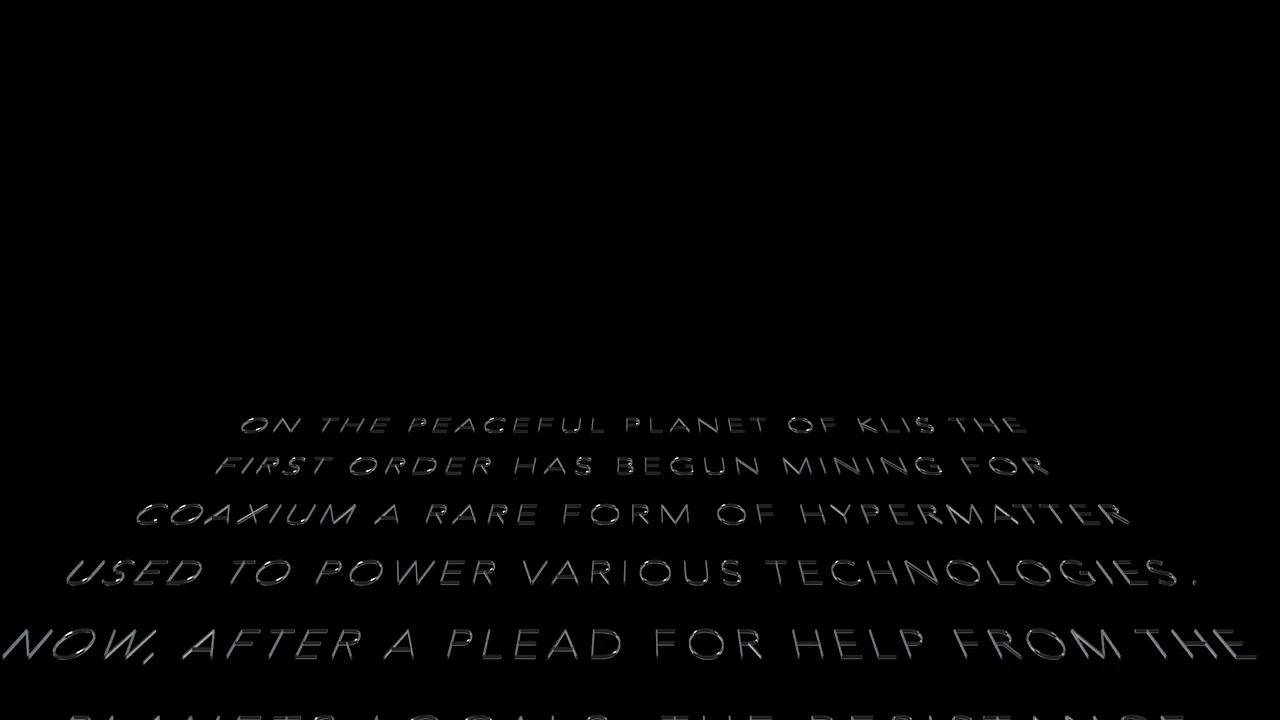 ON THE PEACEFUL PLANET OF KLIS THE
FIRST ORDER HAS BEGUN MINING FOR
COAXIUM A RARE FORM OF HYPERMATTER
USED TO POWER VARIOUS TECHNOLOGIES.
NOW, AFTER A PLEAD FOR HELP FROM THE